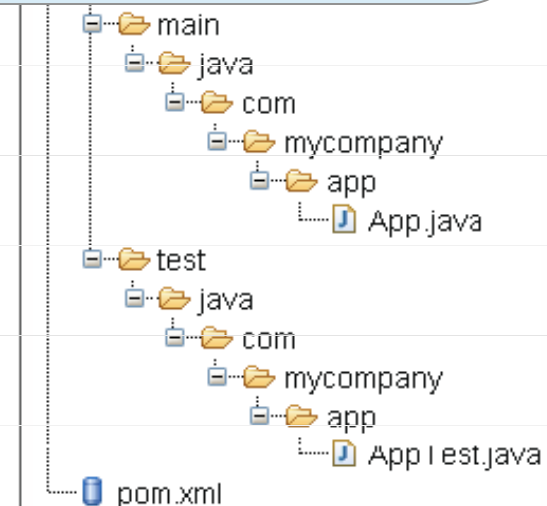 main
java
com
mycompany
app
App.java
test
java
com
mycompany
app
AppTest.java
pom.xml